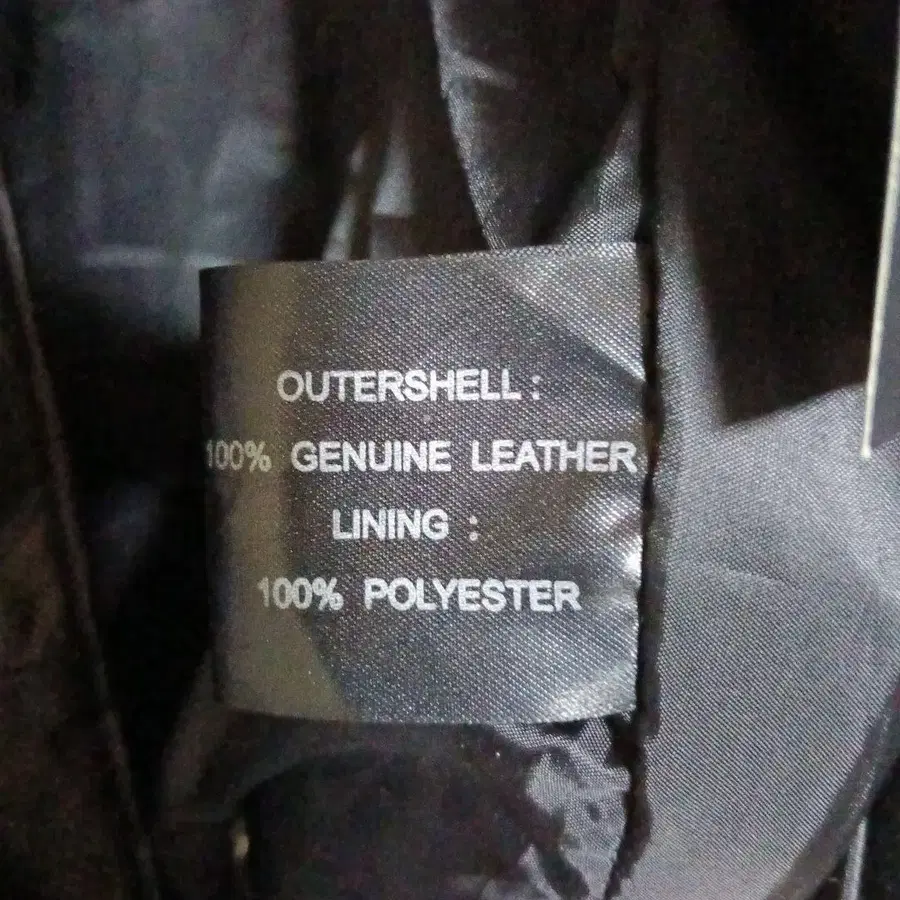 OUTERSHELL :
100% GENUINE LEATHER
LINING :
100% POLYESTER